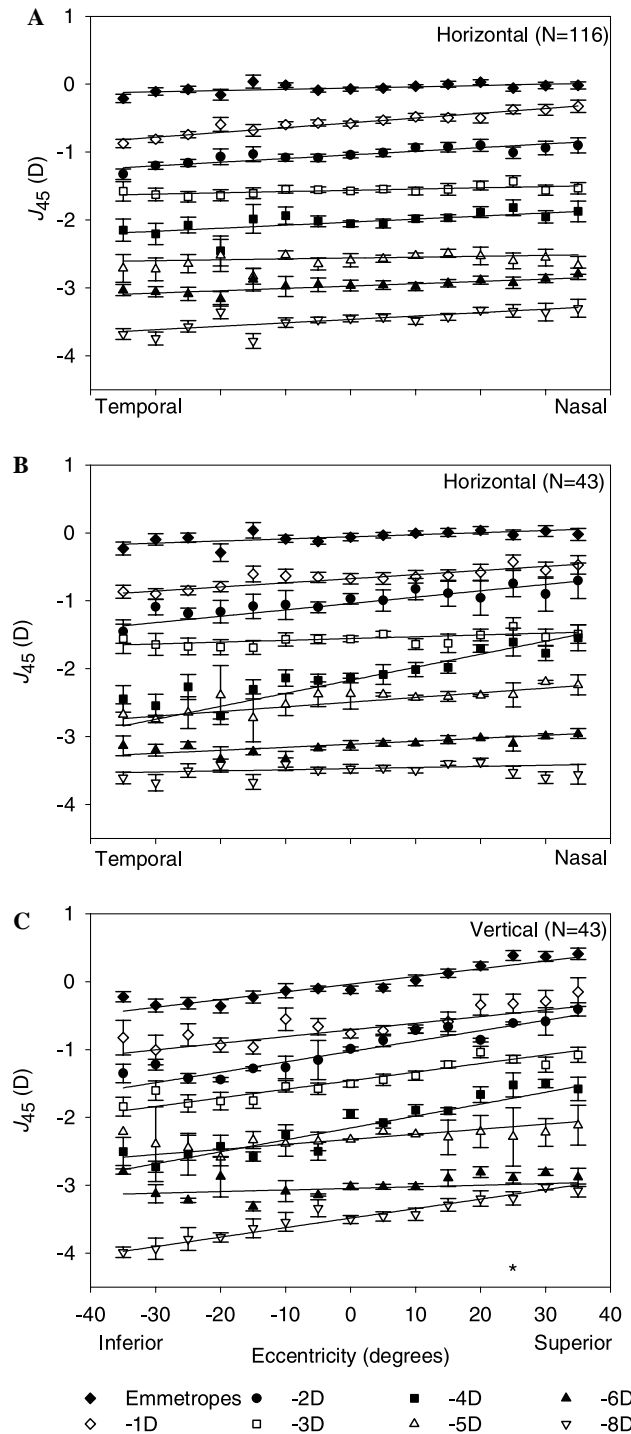 A
Horizontal (N=116)
1
0
-1
-2
-3
-4
J45 (D)
Temporal
Nasal
B
Horizontal (N=43)
1
0
-1
-2
-3
-4
J45 (D)
Temporal
Nasal
C
Vertical (N=43)
1
0
-1
-2
-3
-4
J45 (D)
*
-40 -30 -20 -10 0 10 20 30 40
Inferior Eccentricity (degrees) Superior
Emmetropes -2D -4D -6D
-1D -3D -5D -8D